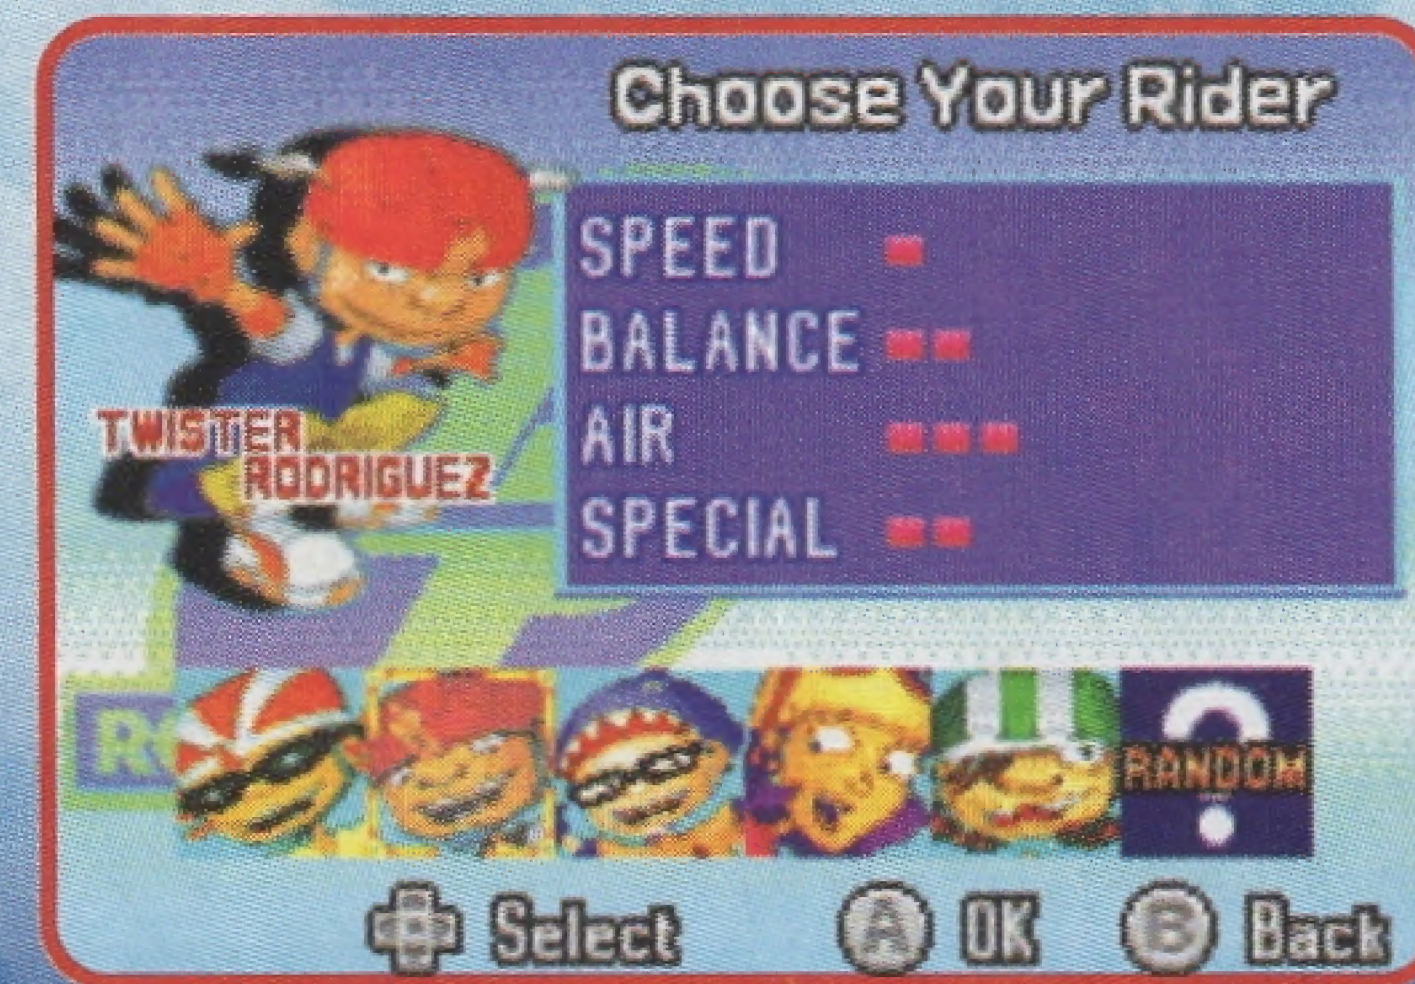 Choose Your Rider
SPEED
BALANCE
AIR
SPECIAL
TWISTER
RODRIGUEZ
RANDOM
Select
A OK
B Back